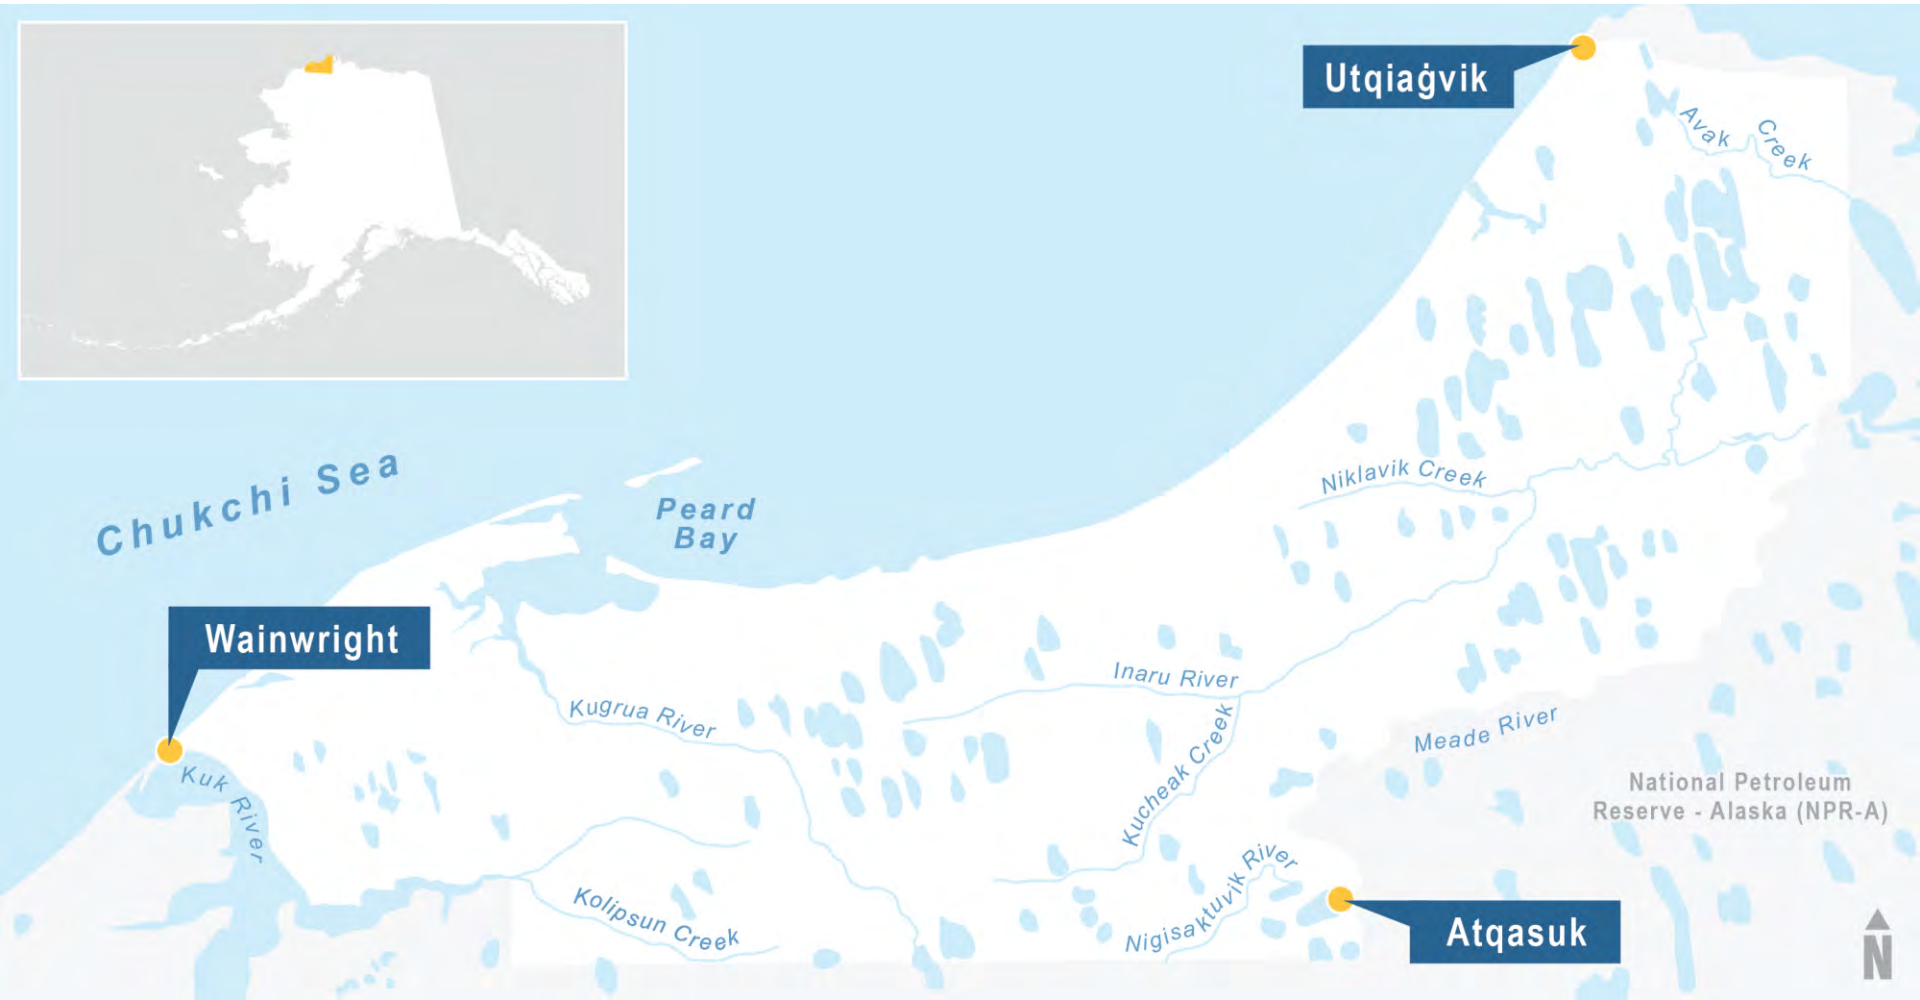 Utqiaġvik
Avak Creek
Chukchi Sea
Peard
Bay
Niklavik Creek
Wainwright
Inaru River
Kugrua River
Kucheak Creek
Meade River
Kuk River
National Petroleum
Reserve - Alaska (NPR-A)
Nigisaktuvik River
Kolipsun Creek
Atqasuk
N